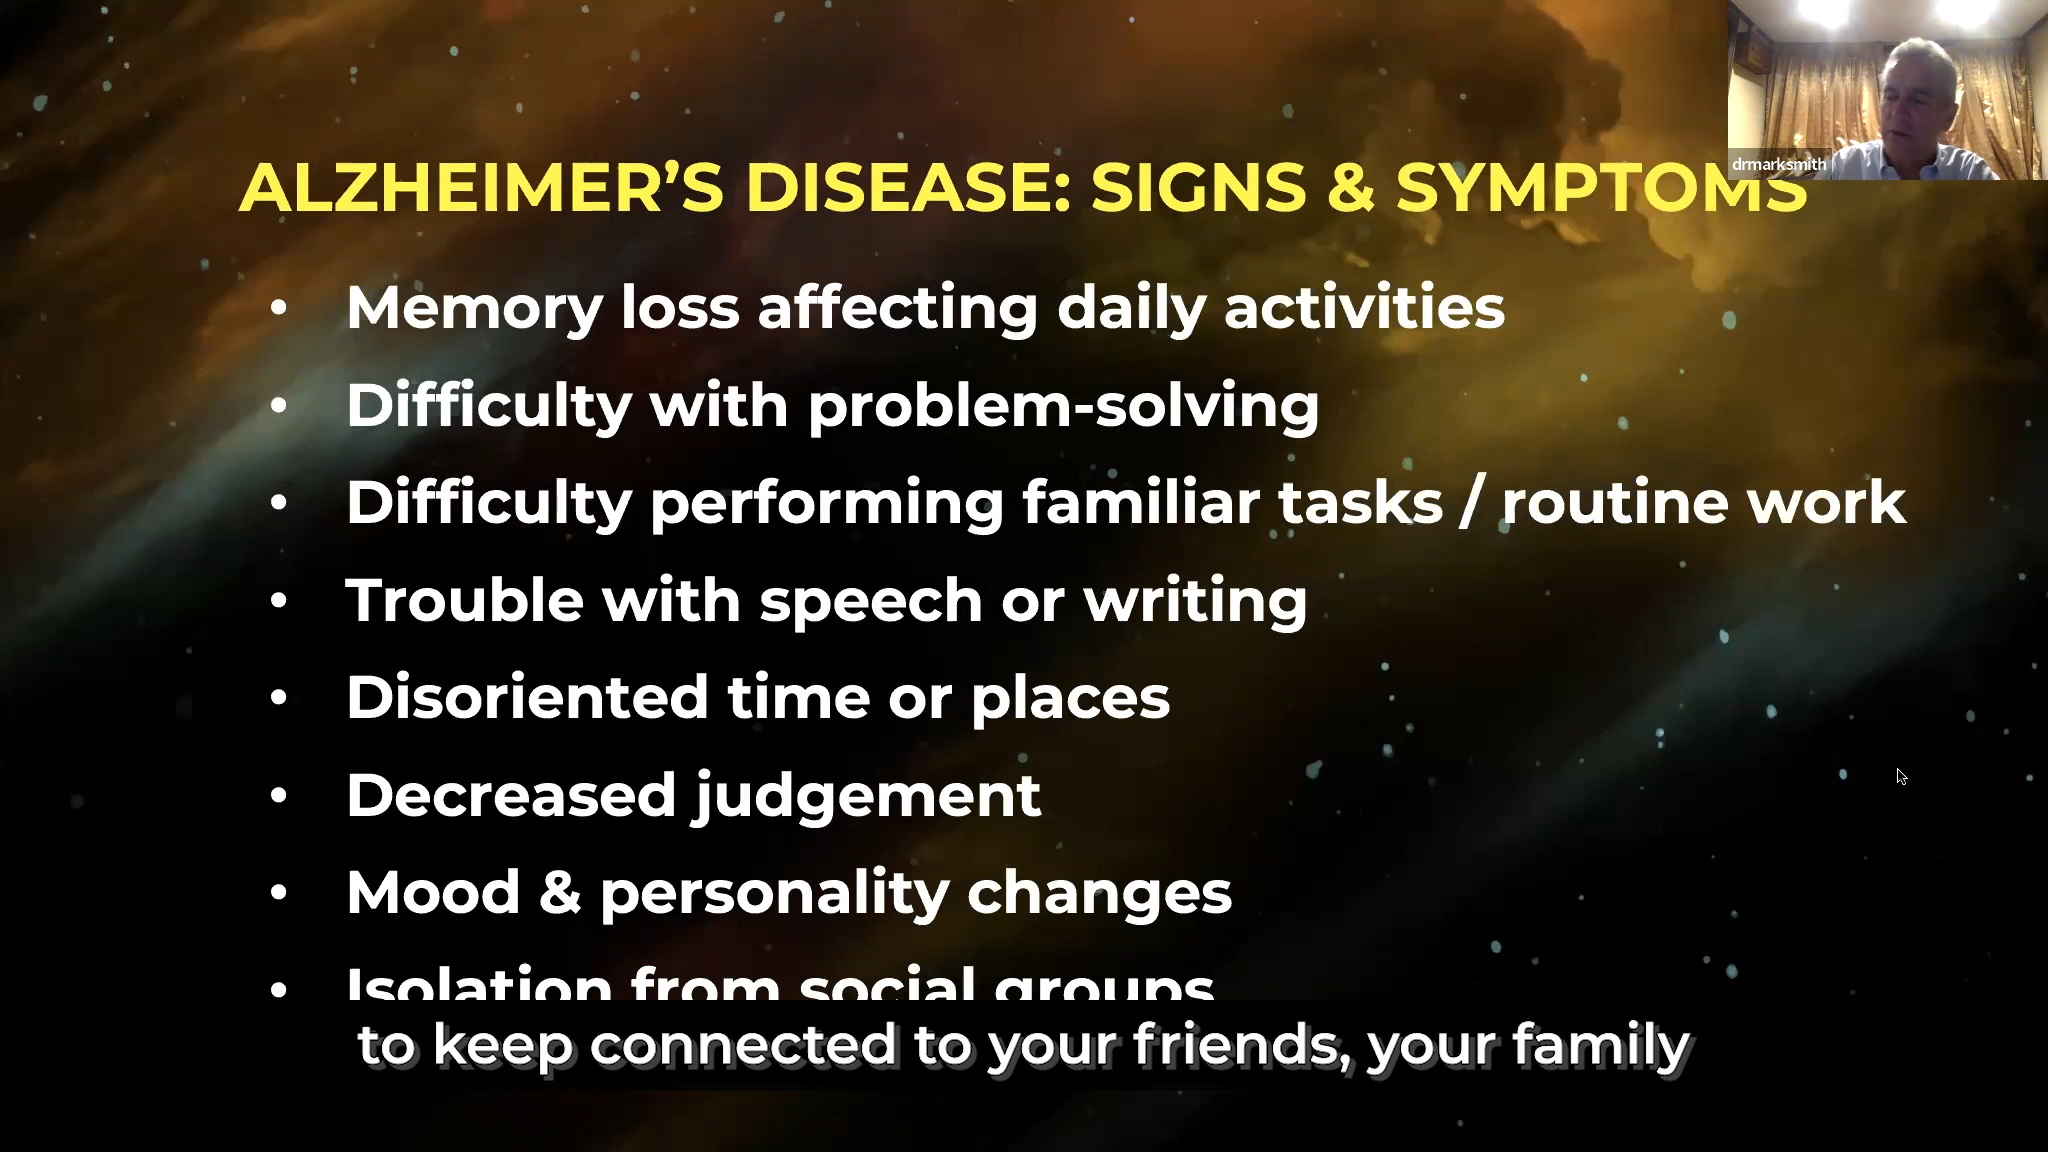 drmarksmith
ALZHEIMER’S DISEASE: SIGNS & SYMPTOMS
• Memory loss affecting daily activities
• Difficulty with problem-solving
• Difficulty performing familiar tasks / routine work
• Trouble with speech or writing
• Disoriented time or places
• Decreased judgement
• Mood & personality changes
• Isolation from social groups
to keep connected to your friends, your family